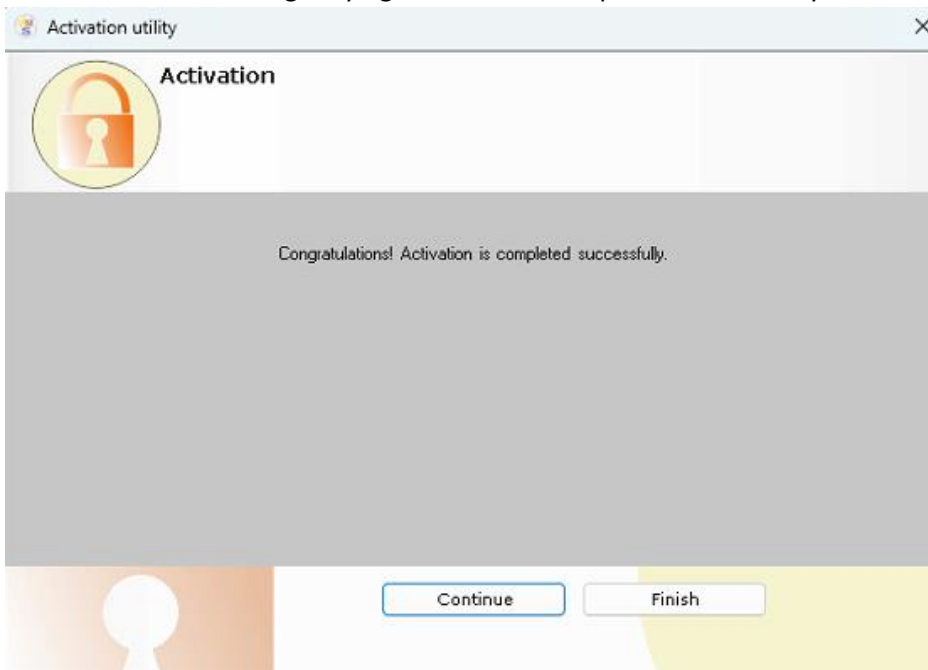 Activation utility
Activation
Congratulations! Activation is completed successfully.
Continue
Finish